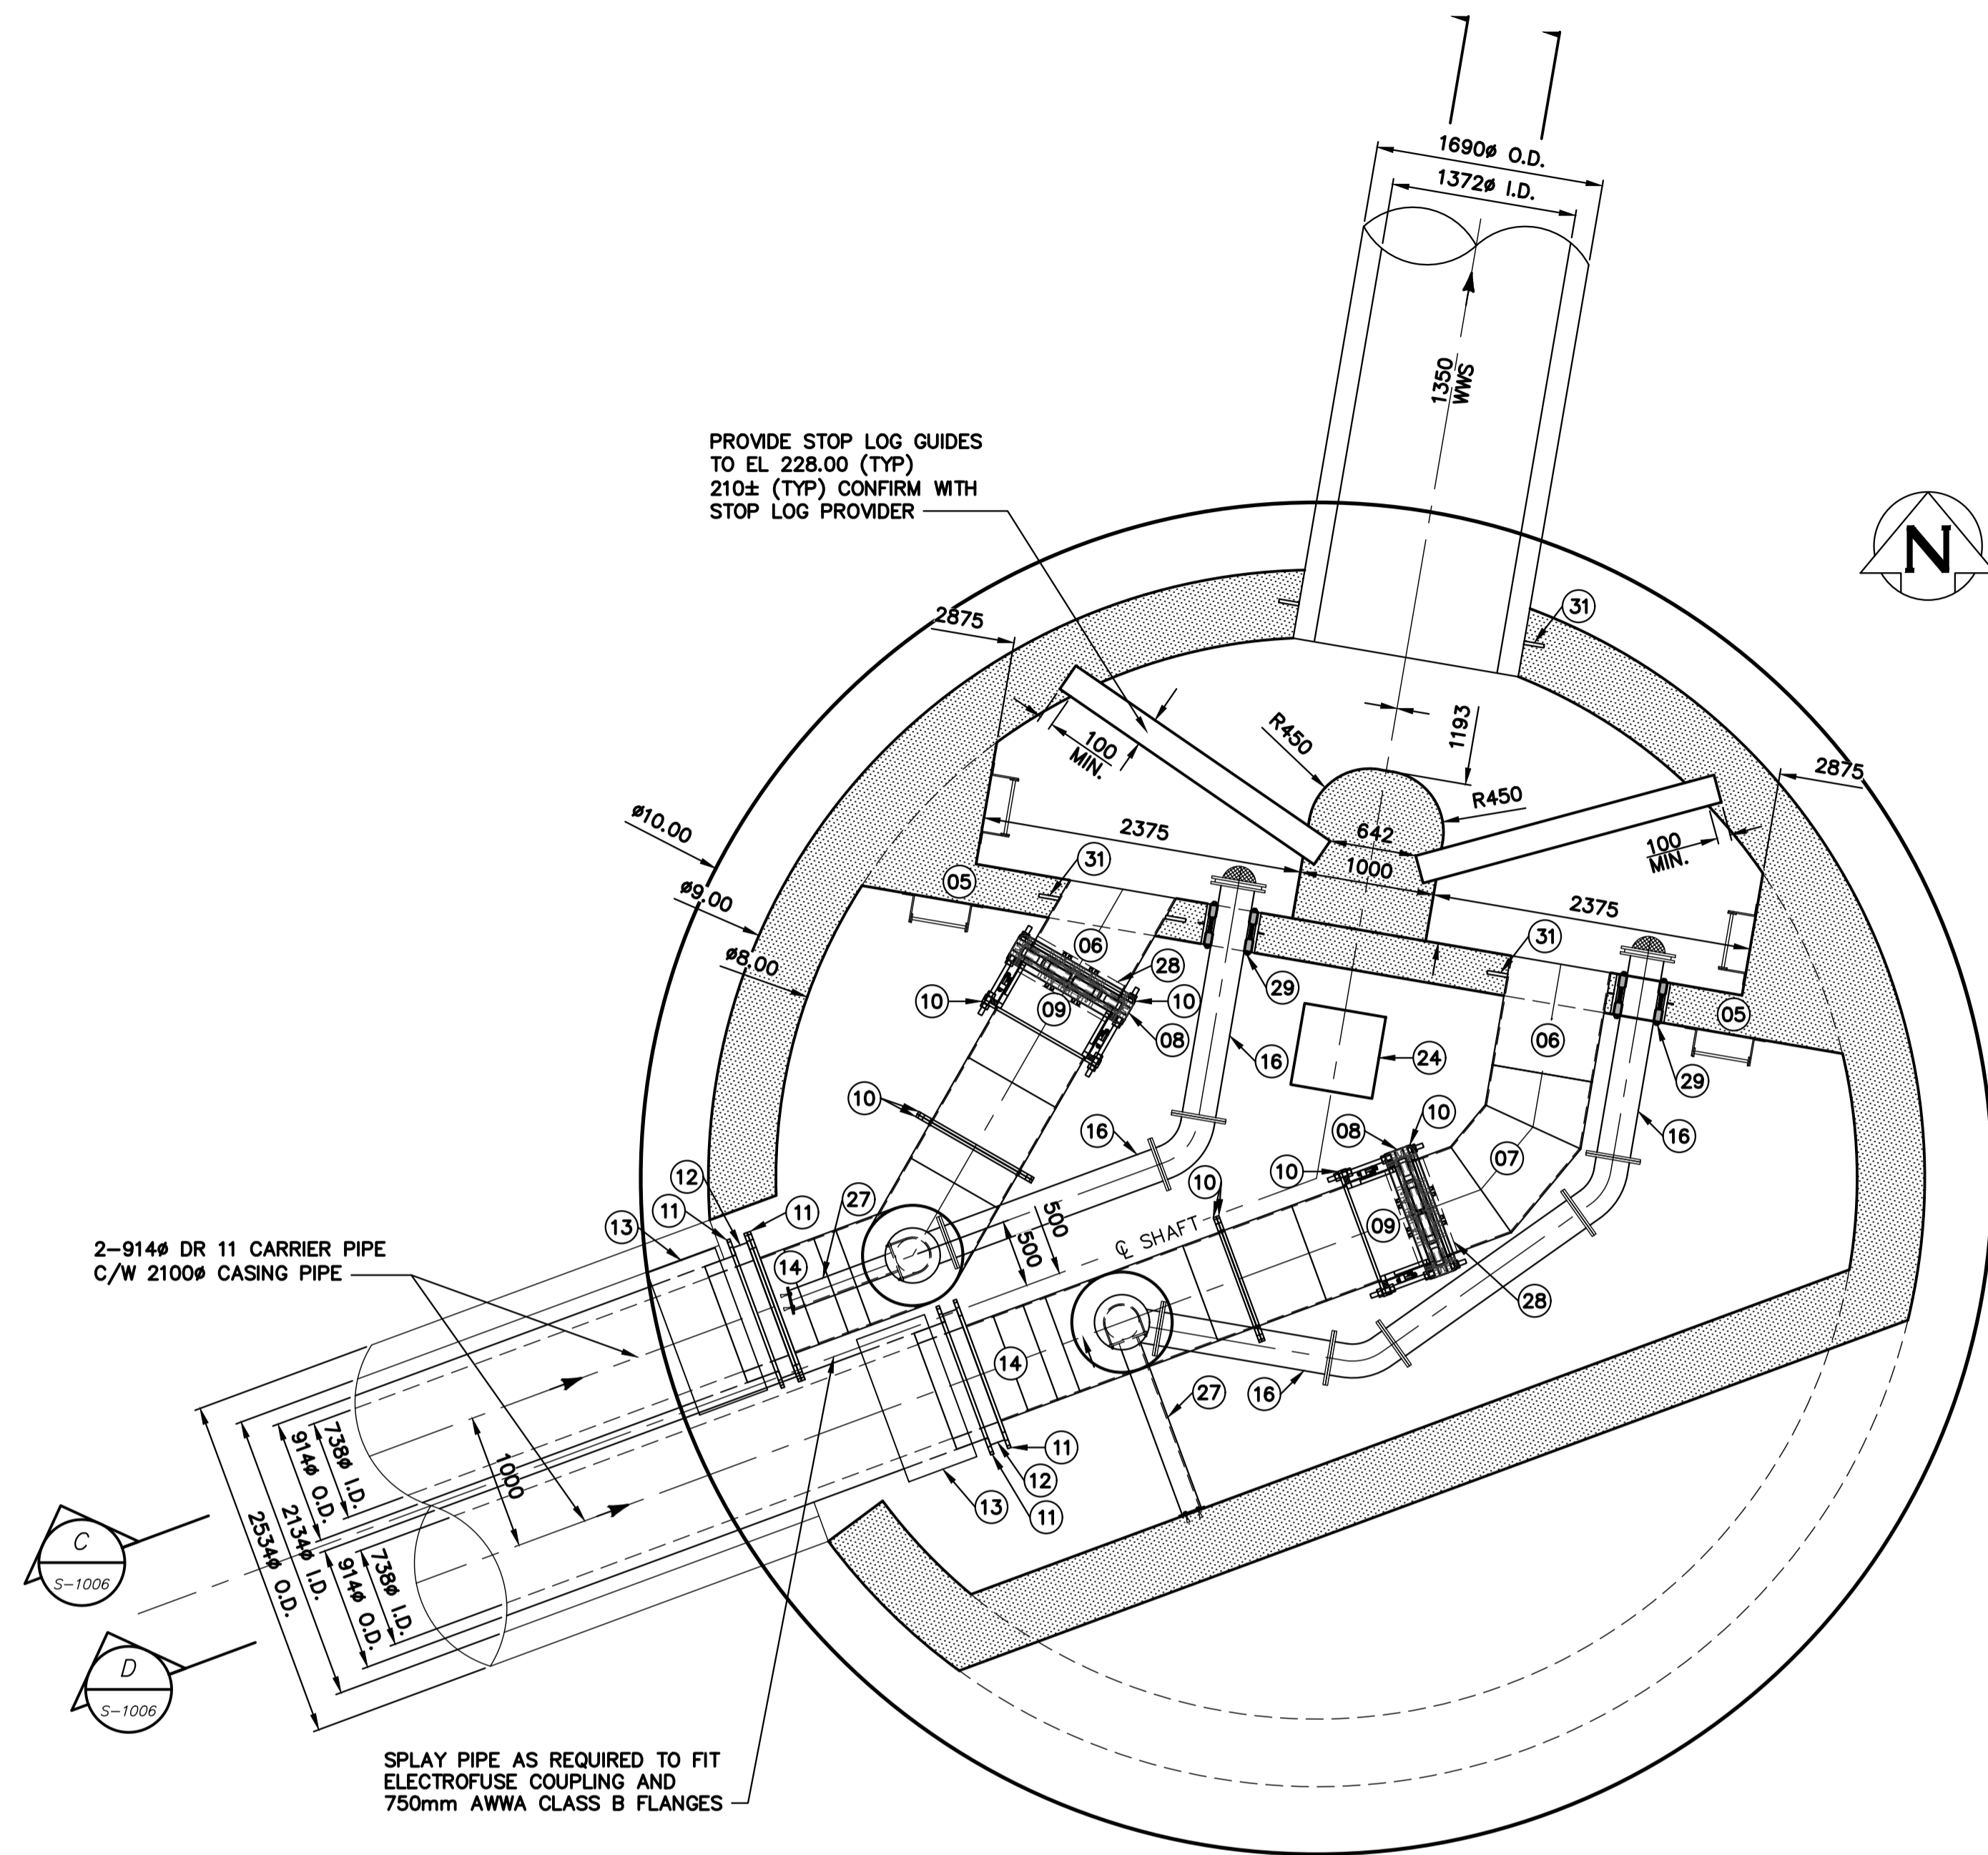 1690ø O.D.
1372ø I.D.
1350
WWS
PROVIDE STOP LOG GUIDES
TO EL 228.00 (TYP)
210± (TYP) CONFIRM WITH
STOP LOG PROVIDER
N
31
2875
R450
1193
100
MIN.
2875
R450
ø10.00
2375
642
1000
100
MIN.
31
05
ø9.00
2375
06
31
ø8.00
28
10
09
10
29
05
08
06
16
24
29
10
10
08
16
16
07
12
27
10
10
11
11
13
500
500
℄ SHAFT
09
2-914ø DR 11 CARRIER PIPE
C/W 2100ø CASING PIPE
14
28
14
16
27
738ø I.D.
914ø O.D.
1000
11
12
2134ø I.D.
2534ø O.D.
13
11
738ø I.D.
914ø O.D.
C
S-1006
D
S-1006
SPLAY PIPE AS REQUIRED TO FIT
ELECTROFUSE COUPLING AND
750mm AWWA CLASS B FLANGES